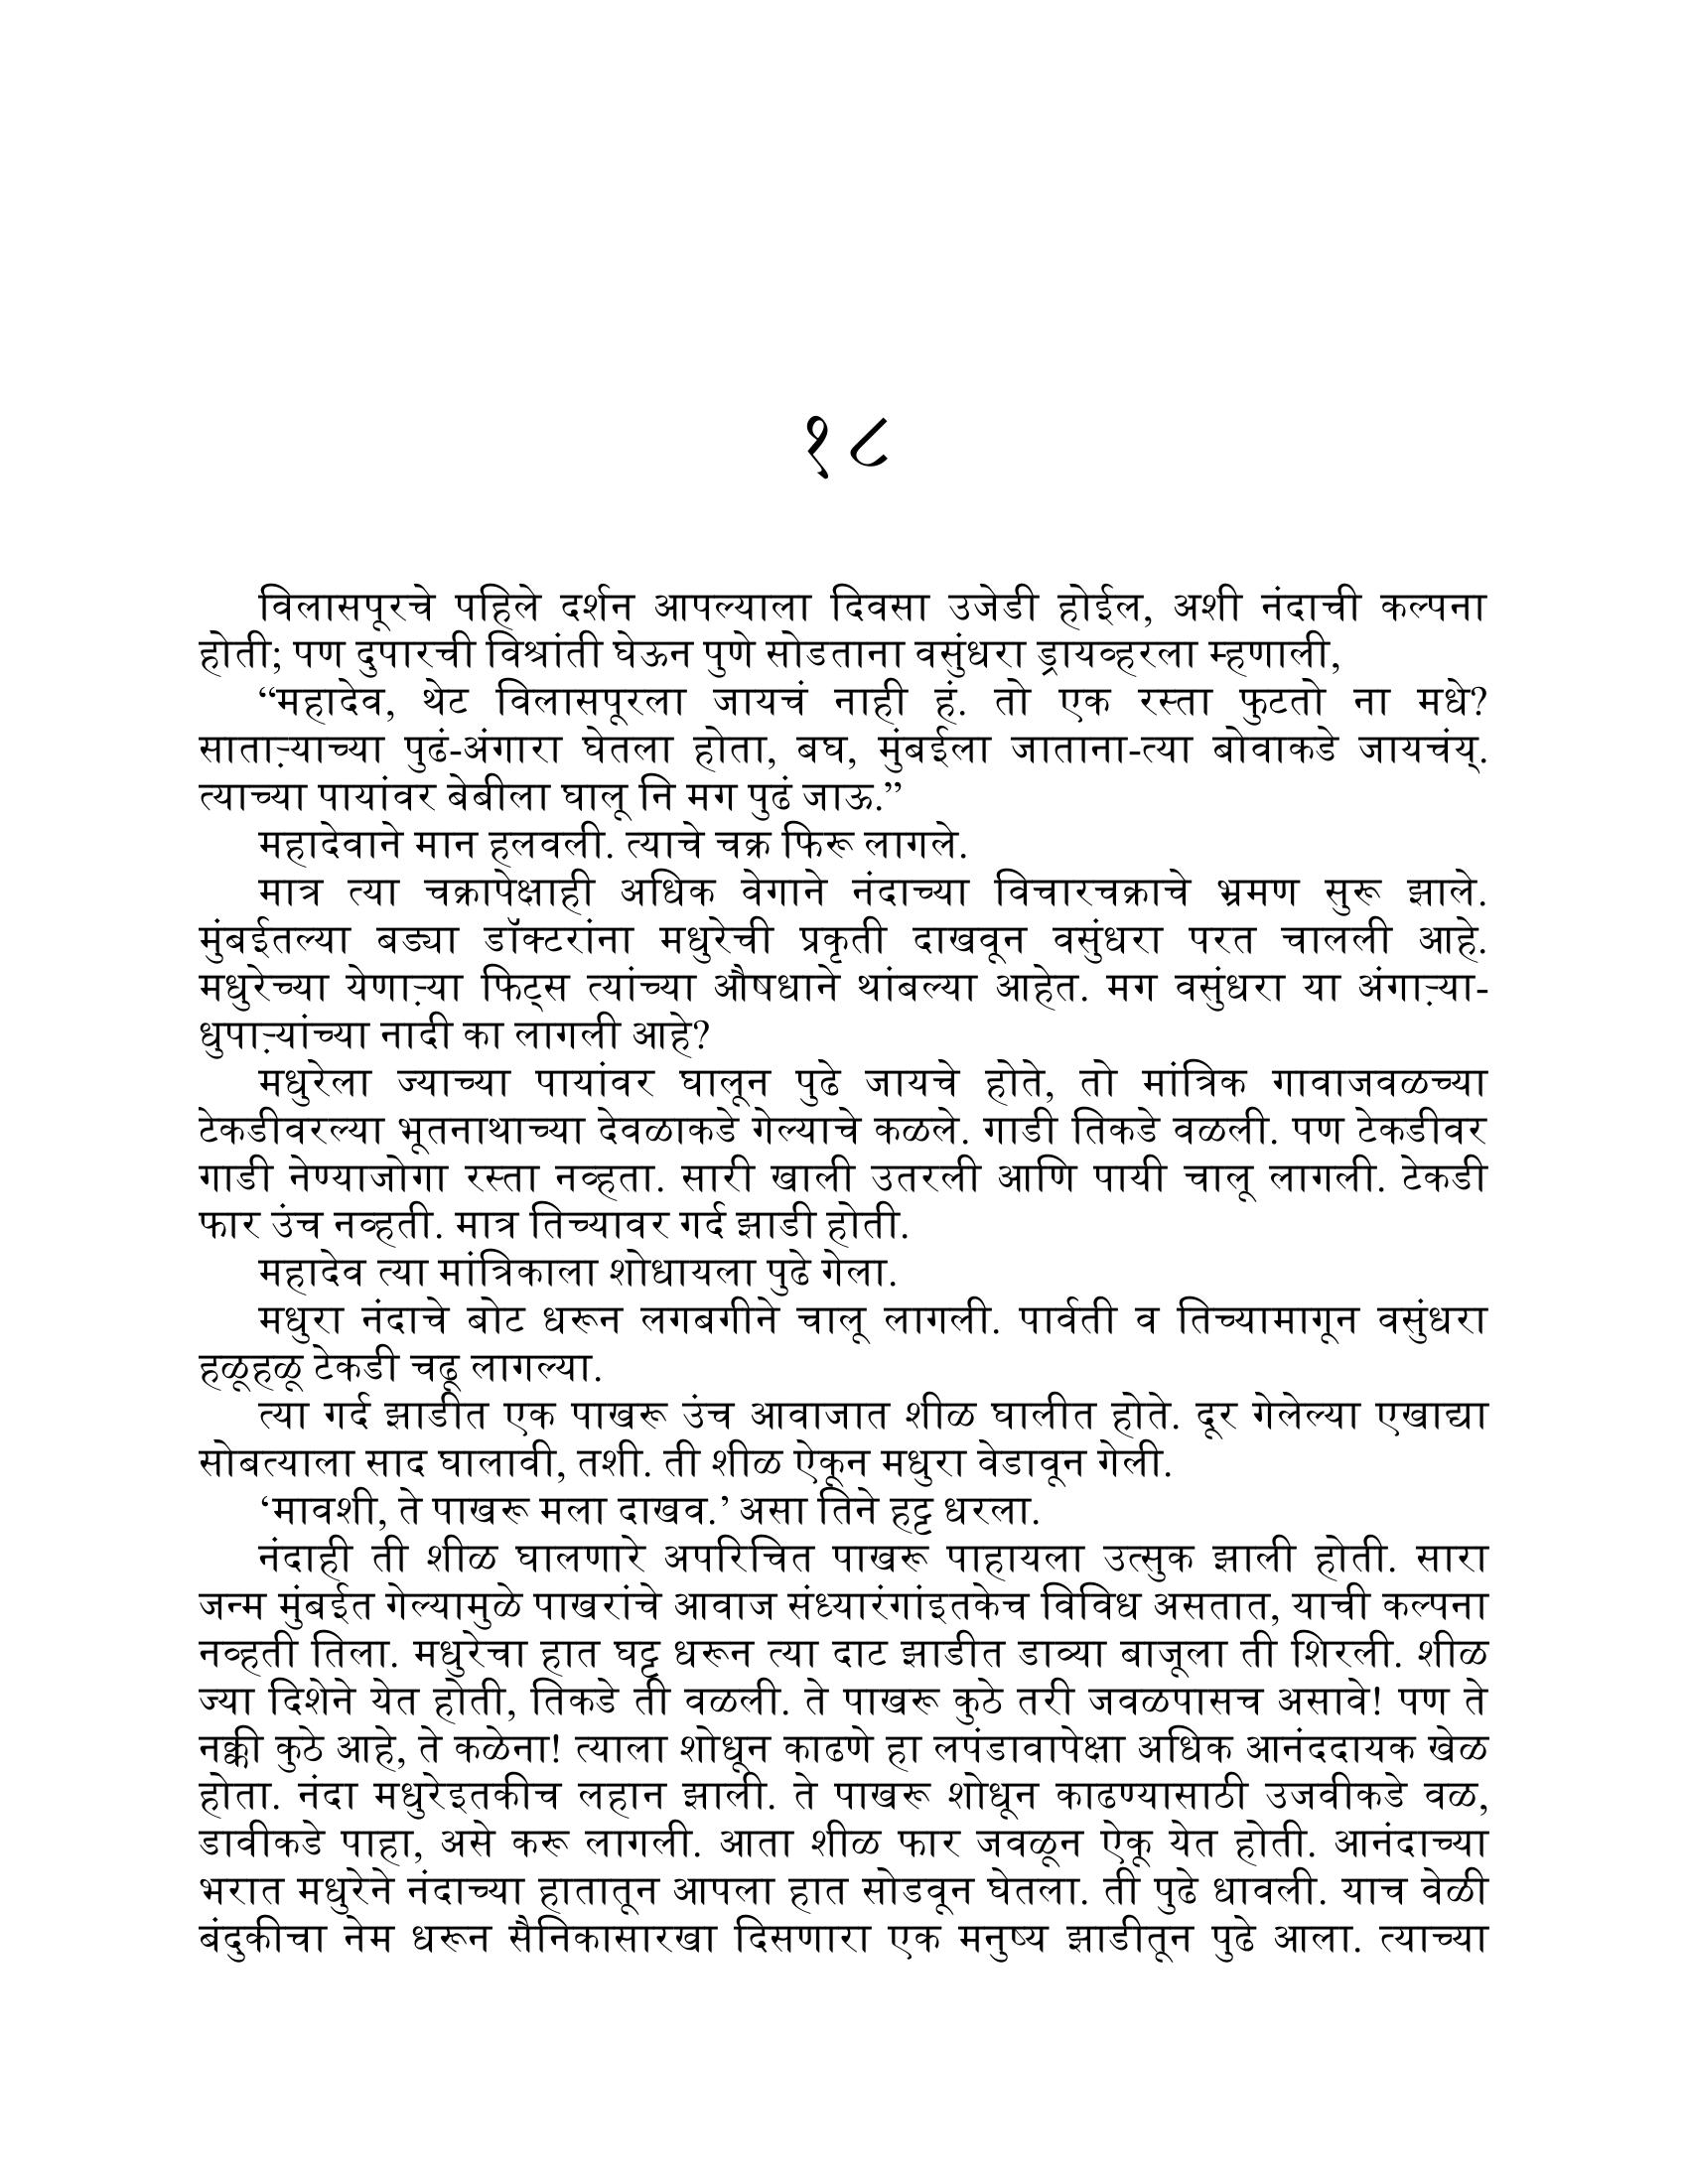 १८
विलासपूरचे पहिले दर्शन आपल्याला दिवसा उजेडी होईल, अशी नंदाची कल्पना
होती; पण दुपारची विश्रांती घेऊन पुणे सोडताना वसुंधरा ड्रायव्हरला म्हणाली,
“महादेव, थेट विलासपूरला जायचं नाही हं. तो एक रस्ता फुटतो ना मधे?
साताऱ्याच्या पुढं-अंगारा घेतला होता, बघ, मुंबईला जाताना-त्या बोवाकडे जायचंय्.
त्याच्या पायांवर बेबीला घालू नि मग पुढं जाऊ.”
महादेवाने मान हलवली. त्याचे चक्र फिरू लागले.
मात्र त्या चक्रापेक्षाही अधिक वेगाने नंदाच्या विचारचक्राचे भ्रमण सुरू झाले.
मुंबईतल्या बड्या डॉक्टरांना मधुरेची प्रकृती दाखवून वसुंधरा परत चालली आहे.
मधुरेच्या येणाऱ्या फिट्स त्यांच्या औषधाने थांबल्या आहेत. मग वसुंधरा या अंगाऱ्या-
धुपाऱ्यांच्या नादी का लागली आहे?
मधुरेला ज्याच्या पायांवर घालून पुढे जायचे होते, तो मांत्रिक गावाजवळच्या
टेकडीवरल्या भूतनाथाच्या देवळाकडे गेल्याचे कळले. गाडी तिकडे वळली. पण टेकडीवर
गाडी नेण्याजोगा रस्ता नव्हता. सारी खाली उतरली आणि पायी चालू लागली. टेकडी
फार उंच नव्हती. मात्र तिच्यावर गर्द झाडी होती.
महादेव त्या मांत्रिकाला शोधायला पुढे गेला.
मधुरा नंदाचे बोट धरून लगबगीने चालू लागली. पार्वती व तिच्यामागून वसुंधरा
हळूहळू टेकडी चढू लागल्या.
त्या गर्द झाडीत एक पाखरू उंच आवाजात शीळ घालीत होते. दूर गेलेल्या एखाद्या
सोबत्याला साद घालावी, तशी. ती शीळ ऐकून मधुरा वेडावून गेली.
‘मावशी, ते पाखरू मला दाखव.’ असा तिने हट्ट धरला.
नंदाही ती शीळ घालणारे अपरिचित पाखरू पाहायला उत्सुक झाली होती. सारा
जन्म मुंबईत गेल्यामुळे पाखरांचे आवाज संध्यारंगांइतकेच विविध असतात, याची कल्पना
नव्हती तिला. मधुरेचा हात घट्ट धरून त्या दाट झाडीत डाव्या बाजूला ती शिरली. शीळ
ज्या दिशेने येत होती, तिकडे ती वळली. ते पाखरू कुठे तरी जवळपासच असावे! पण ते
नक्की कुठे आहे, ते कळेना! त्याला शोधून काढणे हा लपंडावापेक्षा अधिक आनंददायक खेळ
होता. नंदा मधुरेइतकीच लहान झाली. ते पाखरू शोधून काढण्यासाठी उजवीकडे वळ,
डावीकडे पाहा, असे करू लागली. आता शीळ फार जवळून ऐकू येत होती. आनंदाच्या
भरात मधुरेने नंदाच्या हातातून आपला हात सोडवून घेतला. ती पुढे धावली. याच वेळी
बंदुकीचा नेम धरून सैनिकासारखा दिसणारा एक मनुष्य झाडीतून पुढे आला. त्याच्या